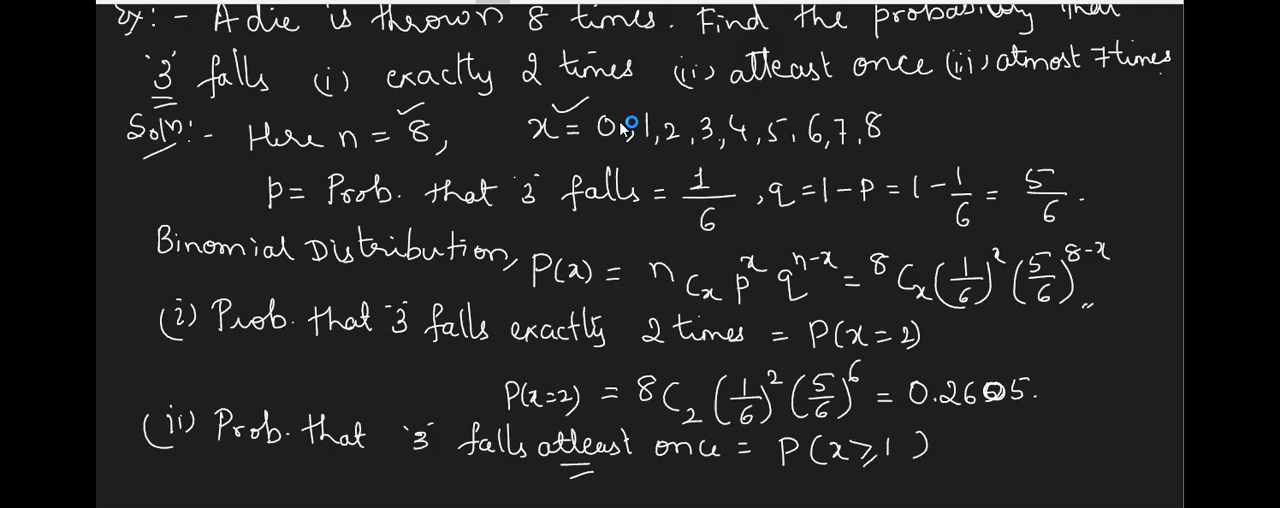 Ex:- A die is thrown 8 times. Find the probability that
'3' falls (i) exactly 2 times (ii) atleast once (iii) atmost 7 times
Soln:- Here n = 8, x = 0, 1, 2, 3, 4, 5, 6, 7, 8
p = Prob. that '3' falls = 1/6, q = 1 - P = 1 - 1/6 = 5/6.
Binomial Distribution, P(x) = nCx p^x q^(n-x) = 8Cx (1/6)^x (5/6)^(8-x)
(i) Prob. that '3' falls exactly 2 times = P(x = 2)
P(x=2) = 8C2 (1/6)^2 (5/6)^6 = 0.2605.
(ii) Prob. that '3' falls atleast once = P(x ≥ 1)